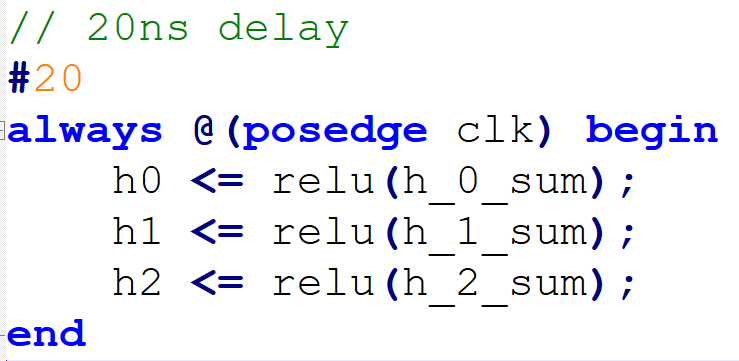 // 20ns delay
#20
always @(posedge clk) begin
    h0 <= relu(h_0_sum);
    h1 <= relu(h_1_sum);
    h2 <= relu(h_2_sum);
end